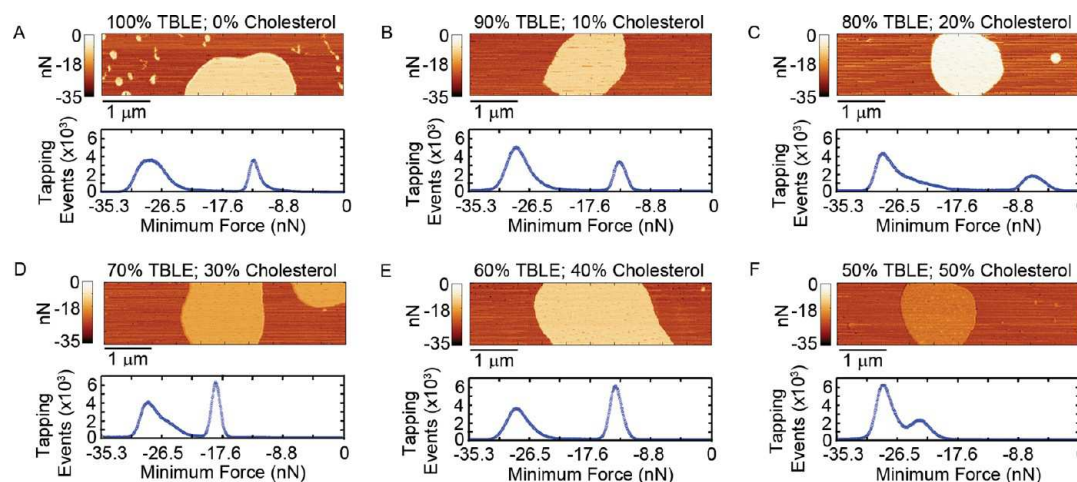 A
100% TBLE; 0% Cholesterol
0
-18
-35
nN
1 μm
Tapping
Events (x10³)
6
4
2
0
-35.3 -26.5 -17.6 -8.8 0
Minimum Force (nN)
B
90% TBLE; 10% Cholesterol
0
-18
-35
nN
1 μm
Tapping
Events (x10³)
6
4
2
0
-35.3 -26.5 -17.6 -8.8 0
Minimum Force (nN)
C
80% TBLE; 20% Cholesterol
0
-18
-35
nN
1 μm
Tapping
Events (x10³)
6
4
2
0
-35.3 -26.5 -17.6 -8.8 0
Minimum Force (nN)
D
70% TBLE; 30% Cholesterol
0
-18
-35
nN
1 μm
Tapping
Events (x10³)
6
4
2
0
-35.3 -26.5 -17.6 -8.8 0
Minimum Force (nN)
E
60% TBLE; 40% Cholesterol
0
-18
-35
nN
1 μm
Tapping
Events (x10³)
6
4
2
0
-35.3 -26.5 -17.6 -8.8 0
Minimum Force (nN)
F
50% TBLE; 50% Cholesterol
0
-18
-35
nN
1 μm
Tapping
Events (x10³)
6
4
2
0
-35.3 -26.5 -17.6 -8.8 0
Minimum Force (nN)